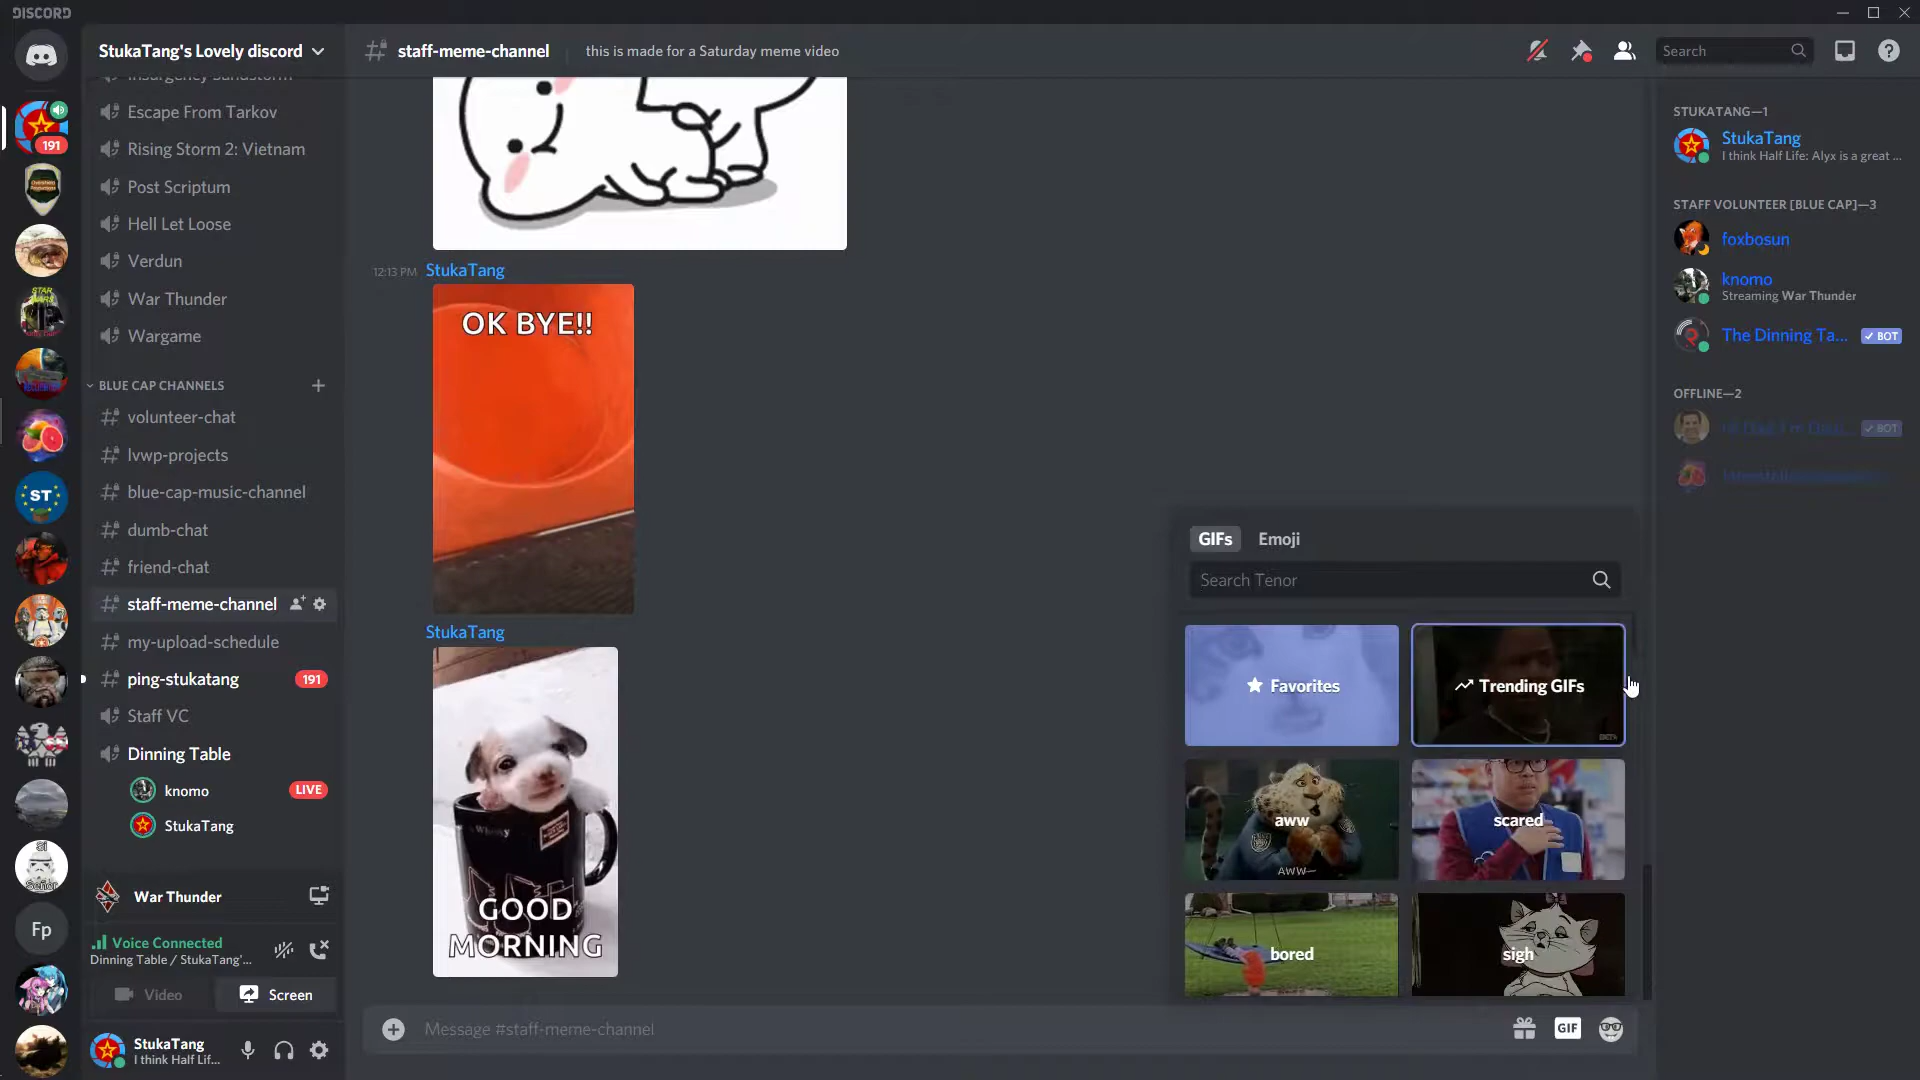 DISCORD
StukaTang's Lovely discord
Insurgency Sandstorm
Escape From Tarkov
Rising Storm 2: Vietnam
Post Scriptum
Hell Let Loose
Verdun
War Thunder
Wargame
BLUE CAP CHANNELS
volunteer-chat
lvwp-projects
blue-cap-music-channel
dumb-chat
friend-chat
staff-meme-channel
my-upload-schedule
ping-stukatang 191
Staff VC
Dinning Table
knomo LIVE
StukaTang
War Thunder
Voice Connected
Dinning Table / StukaTang'...
Video Screen
StukaTang
I think Half Lif...
191
ST
Fp
staff-meme-channel this is made for a Saturday meme video
Search
12:13 PM StukaTang
OK BYE!!
StukaTang
GOOD
MORNING
GIFs Emoji
Search Tenor
Favorites Trending GIFs
aww scared
AWW—
bored sigh
Message #staff-meme-channel
GIF
STUKATANG—1
StukaTang
I think Half Life: Alyx is a great ...
STAFF VOLUNTEER [BLUE CAP]—3
foxbosun
knomo
Streaming War Thunder
The Dinning Ta... BOT
OFFLINE—2
BOT